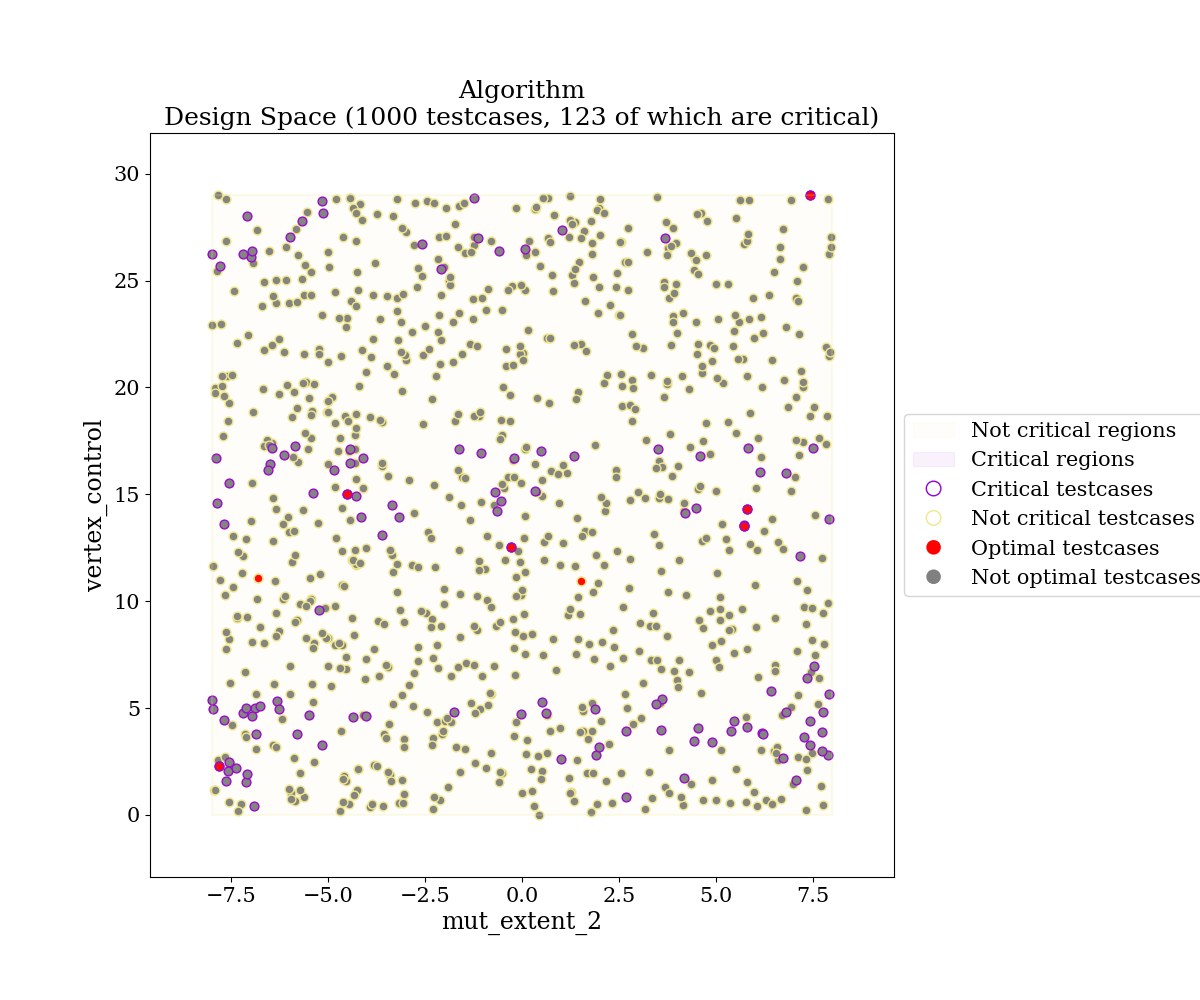 Algorithm
Design Space (1000 testcases, 123 of which are critical)
30
25
20
15
10
5
0
vertex_control
−7.5
−5.0
−2.5
0.0
2.5
5.0
7.5
mut_extent_2
Not critical regions
Critical regions
Critical testcases
Not critical testcases
Optimal testcases
Not optimal testcases